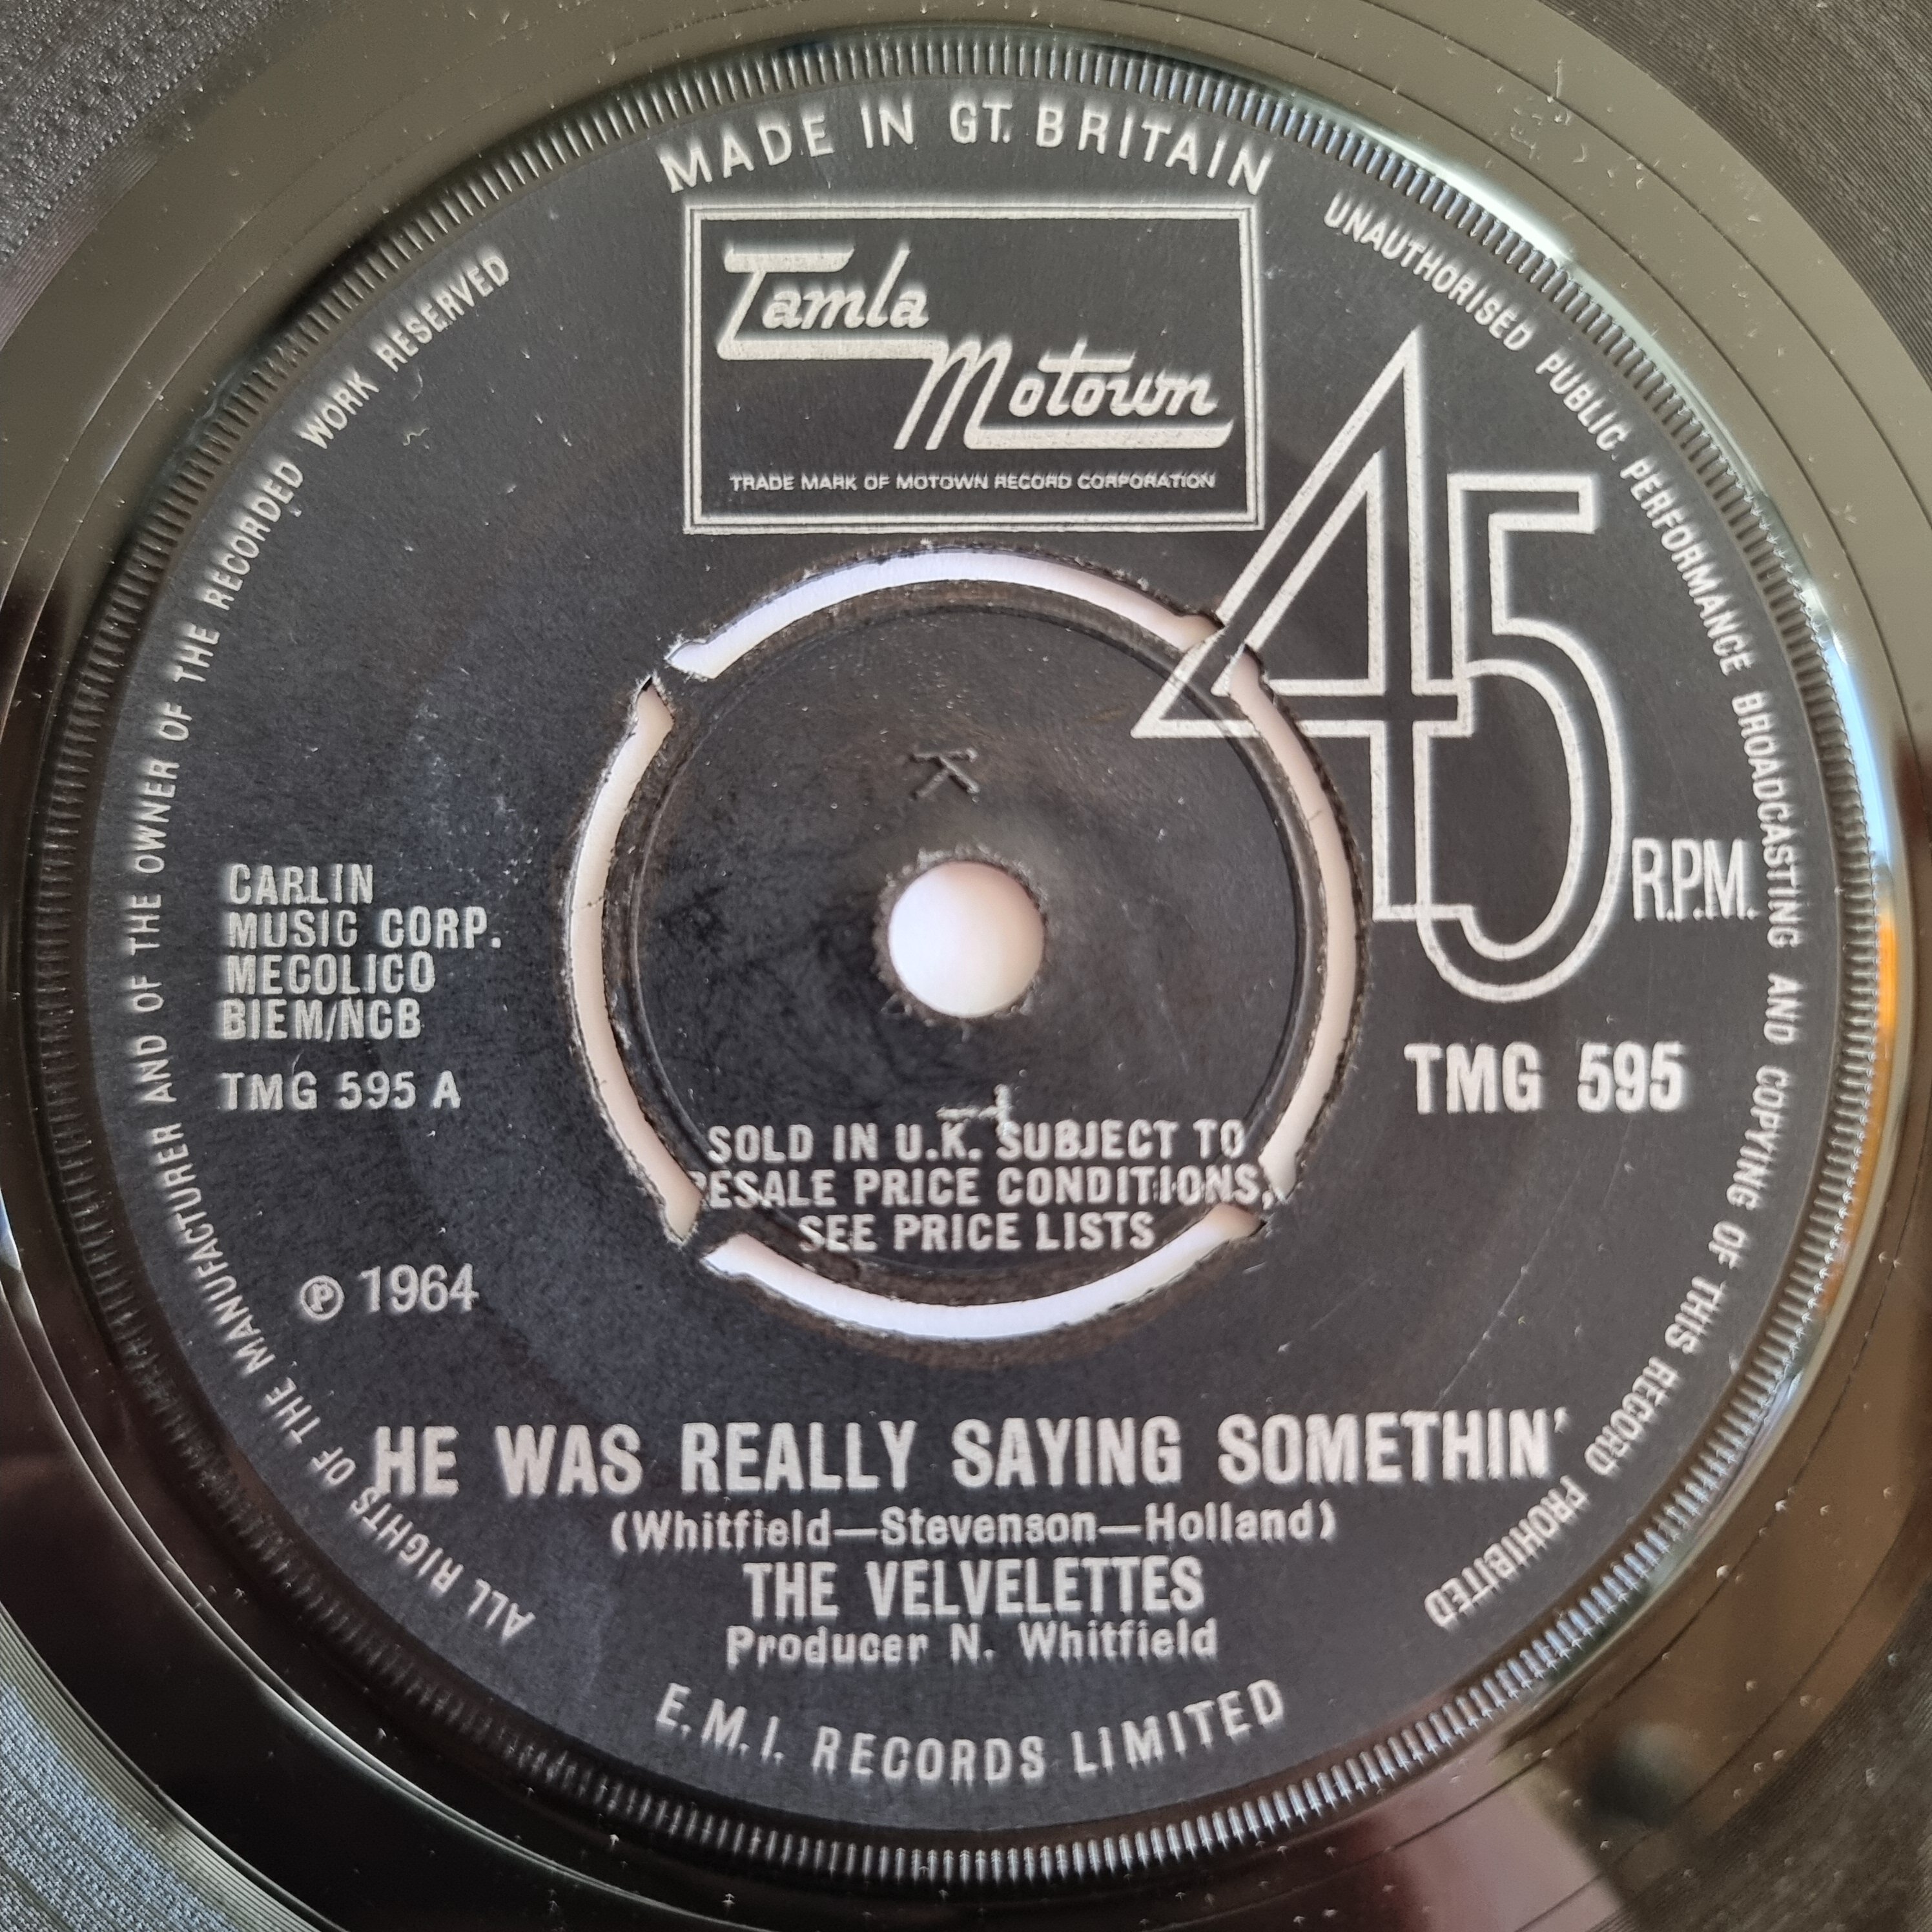 MADE IN GT. BRITAIN
Tamla
Motown
TRADE MARK OF MOTOWN RECORD CORPORATION
UNAUTHORISED PUBLIC PERFORMANCE BROADCASTING AND COPYING OF THIS RECORD PROHIBITED
ALL RIGHTS OF THE MANUFACTURER AND OF THE OWNER OF THE RECORDED WORK RESERVED
45
R.P.M.
K
CARLIN
MUSIC CORP.
MECOLICO
BIEM/NCB
TMG 595 A
TMG 595
SOLD IN U.K. SUBJECT TO
RESALE PRICE CONDITIONS,
SEE PRICE LISTS
℗ 1964
HE WAS REALLY SAYING SOMETHIN'
(Whitfield—Stevenson—Holland)
THE VELVELETTES
Producer N. Whitfield
E.M.I. RECORDS LIMITED